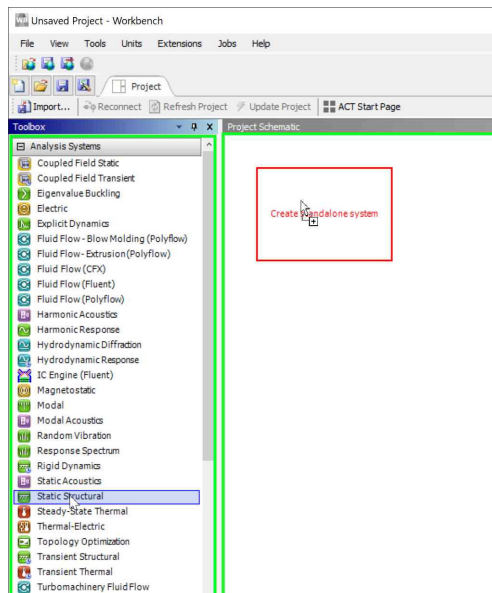 Unsaved Project - Workbench
File View Tools Units Extensions Jobs Help
Project
Import... Reconnect Refresh Project Update Project ACT Start Page
Toolbox
Project Schematic
Analysis Systems
Coupled Field Static
Coupled Field Transient
Eigenvalue Buckling
Electric
Explicit Dynamics
Fluid Flow - Blow Molding (Polyflow)
Fluid Flow - Extrusion (Polyflow)
Fluid Flow (CFX)
Fluid Flow (Fluent)
Fluid Flow (Polyflow)
Harmonic Acoustics
Harmonic Response
Hydrodynamic Diffraction
Hydrodynamic Response
IC Engine (Fluent)
Magnetostatic
Modal
Modal Acoustics
Random Vibration
Response Spectrum
Rigid Dynamics
Static Acoustics
Static Structural
Steady-State Thermal
Thermal-Electric
Topology Optimization
Transient Structural
Transient Thermal
Turbomachinery Fluid Flow
Create standalone system